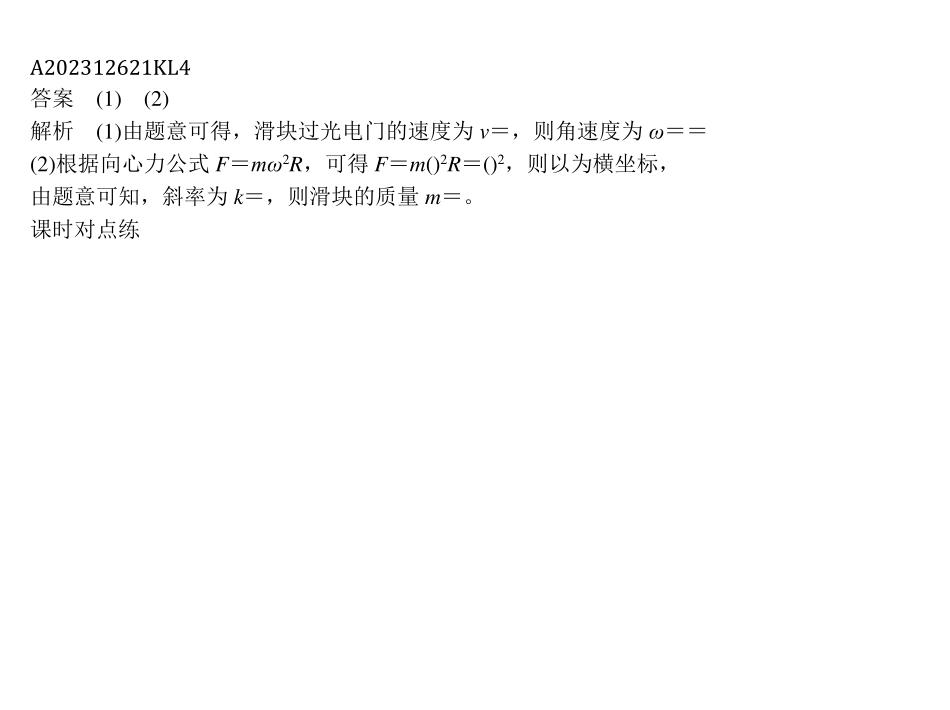 A202312621KL4
答案　(1)　(2)
解析　(1)由题意可得，滑块过光电门的速度为 v＝，则角速度为 ω＝＝
(2)根据向心力公式 F＝mω²R，可得 F＝m()²R＝()²，则以为横坐标，
由题意可知，斜率为 k＝，则滑块的质量 m＝。
课时对点练